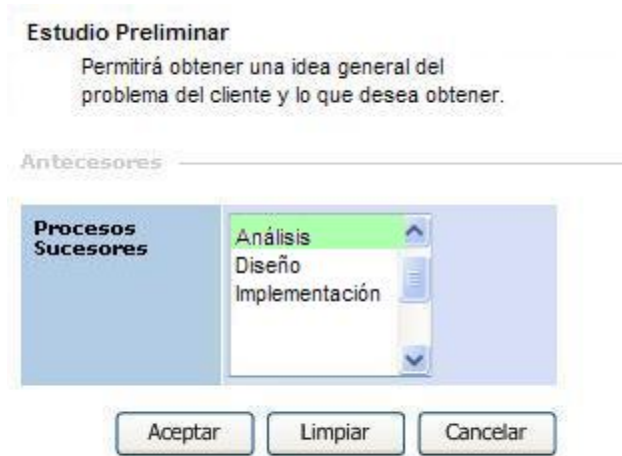 Estudio Preliminar
Permitirá obtener una idea general del
problema del cliente y lo que desea obtener.
Antecesores
Procesos
Sucesores
Análisis
Diseño
Implementación
Aceptar Limpiar Cancelar